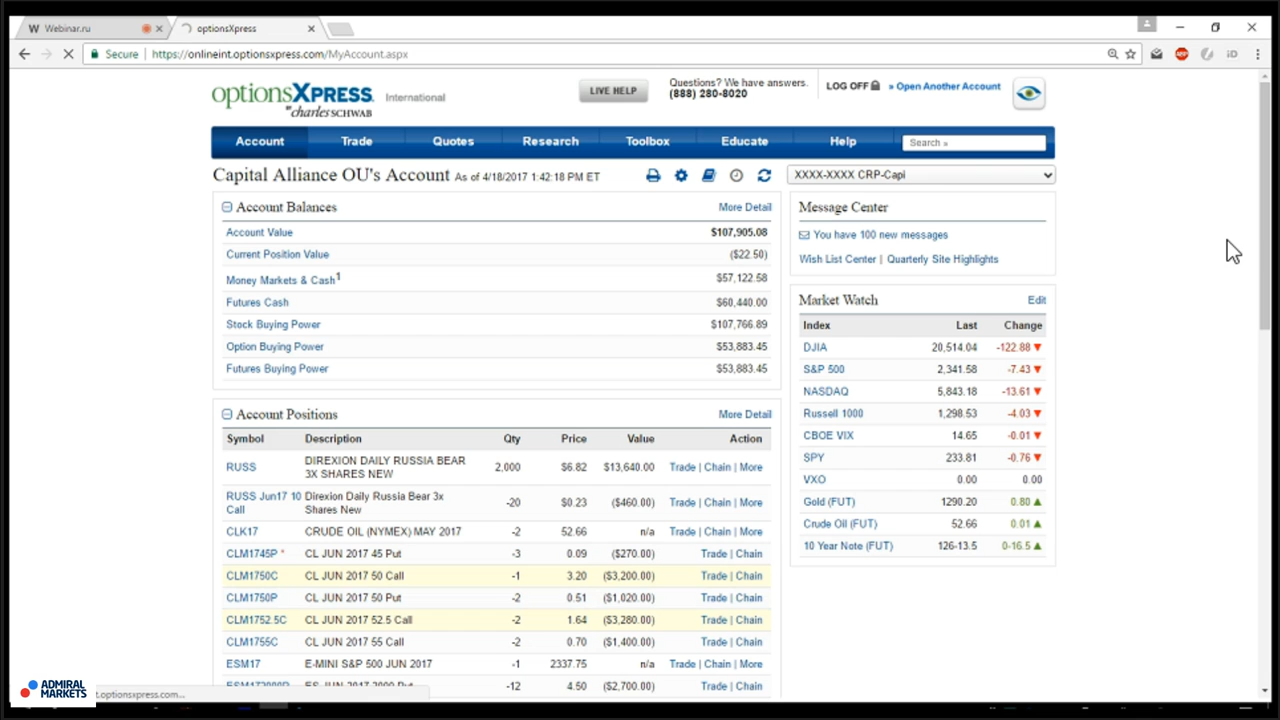 Webinar.ru
optionsXpress
Secure
https://onlineint.optionsxpress.com/MyAccount.aspx
optionsXpress International
by charles SCHWAB
LIVE HELP
Questions? We have answers.
(888) 280-8020
LOG OFF
» Open Another Account
Account Trade Quotes Research Toolbox Educate Help Search »
Capital Alliance OU's Account As of 4/18/2017 1:42:18 PM ET
XXXX-XXXX CRP-Capi
Account Balances More Detail
Account Value $107,905.08
Current Position Value ($22.50)
Money Markets & Cash1 $57,122.58
Futures Cash $60,440.00
Stock Buying Power $107,766.89
Option Buying Power $53,883.45
Futures Buying Power $53,883.45
Account Positions More Detail
Symbol Description Qty Price Value Action
RUSS DIREXION DAILY RUSSIA BEAR 3X SHARES NEW 2,000 $6.82 $13,640.00 Trade | Chain | More
RUSS Jun17 10 Call Direxion Daily Russia Bear 3x Shares New -20 $0.23 ($460.00) Trade | Chain | More
CLK17 CRUDE OIL (NYMEX) MAY 2017 -2 52.66 n/a Trade | Chain | More
CLM1745P * CL JUN 2017 45 Put -3 0.09 ($270.00) Trade | Chain
CLM1750C CL JUN 2017 50 Call -1 3.20 ($3,200.00) Trade | Chain
CLM1750P CL JUN 2017 50 Put -2 0.51 ($1,020.00) Trade | Chain
CLM1752.5C CL JUN 2017 52.5 Call -2 1.64 ($3,280.00) Trade | Chain
CLM1755C CL JUN 2017 55 Call -2 0.70 ($1,400.00) Trade | Chain
ESM17 E-MINI S&P 500 JUN 2017 -1 2337.75 n/a Trade | Chain | More
ES JUN 2017 2000 Put -12 4.50 ($2,700.00) Trade | Chain
Message Center
You have 100 new messages
Wish List Center | Quarterly Site Highlights
Market Watch Edit
Index Last Change
DJIA 20,514.04 -122.88 ▼
S&P 500 2,341.58 -7.43 ▼
NASDAQ 5,843.18 -13.61 ▼
Russell 1000 1,298.53 -4.03 ▼
CBOE VIX 14.65 -0.01 ▼
SPY 233.81 -0.76 ▼
VXO 0.00 0.00
Gold (FUT) 1290.20 0.80 ▲
Crude Oil (FUT) 52.66 0.01 ▲
10 Year Note (FUT) 126-13.5 0-16.5 ▲
ADMIRAL
MARKETS
t.optionsxpress.com...